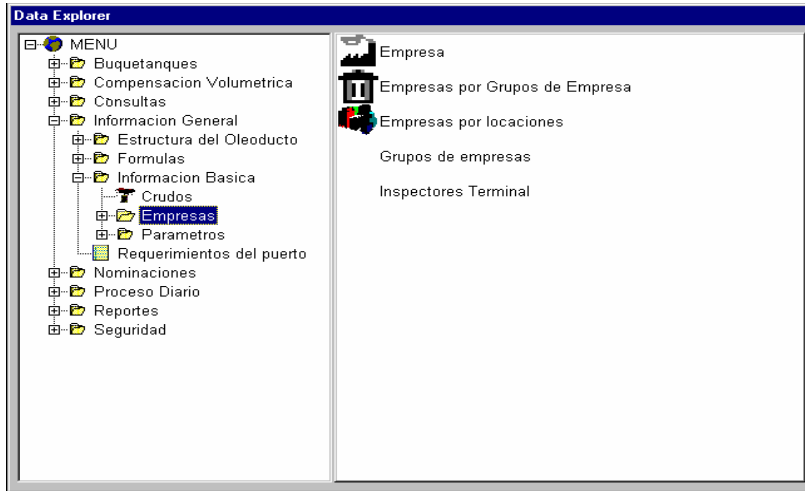 Data Explorer
MENU
Buquetanques
Compensacion Volumetrica
Consultas
Informacion General
Estructura del Oleoducto
Formulas
Informacion Basica
Crudos
Empresas
Parametros
Requerimientos del puerto
Nominaciones
Proceso Diario
Reportes
Seguridad
Empresa
Empresas por Grupos de Empresa
Empresas por locaciones
Grupos de empresas
Inspectores Terminal